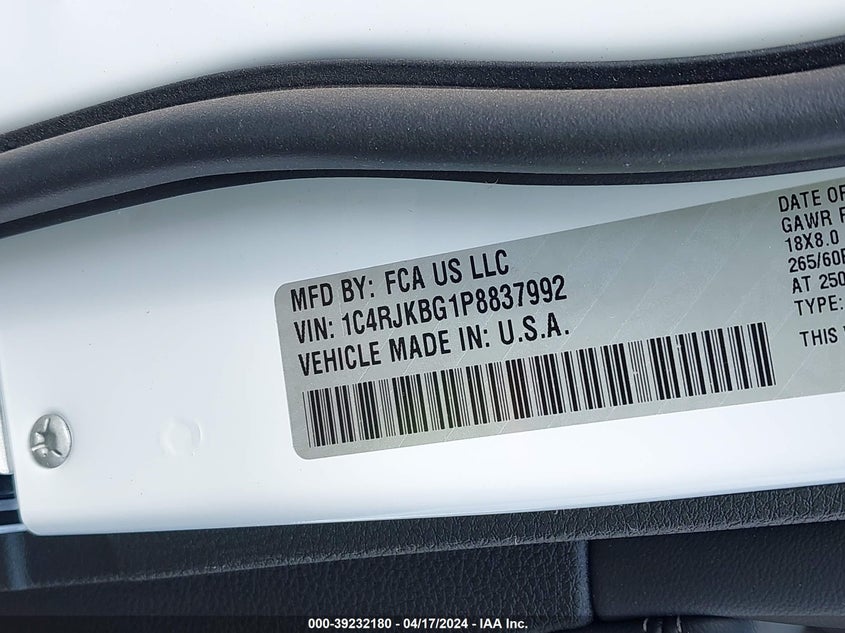 MFD BY: FCA US LLC
VIN: 1C4RJKBG1P8837992
VEHICLE MADE IN: U.S.A.
DATE OF
GAWR
18X8.0
265/60
AT 250
TYPE:
THIS
000-39232180 - 04/17/2024 - IAA Inc.